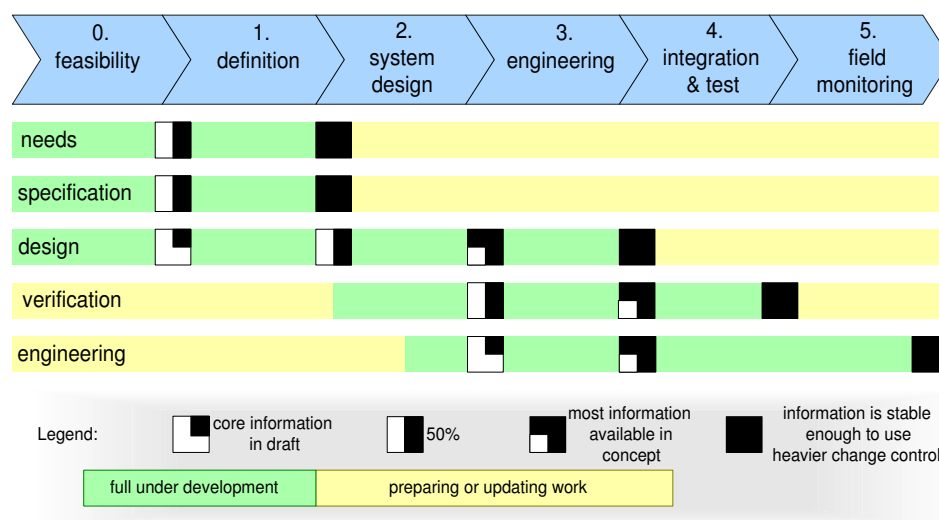 0.
feasibility
1.
definition
2.
system
design
3.
engineering
4.
integration
& test
5.
field
monitoring
needs
specification
design
verification
engineering
Legend:
core information
in draft
50%
most information
available in
concept
information is stable
enough to use
heavier change control
full under development
preparing or updating work